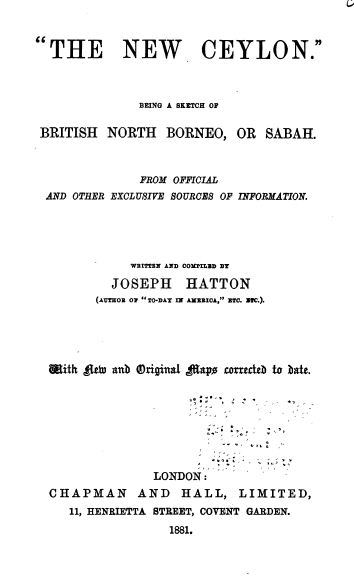 “THE NEW CEYLON.”
BEING A SKETCH OF
BRITISH NORTH BORNEO, OR SABAH.
FROM OFFICIAL
AND OTHER EXCLUSIVE SOURCES OF INFORMATION.
WRITTEN AND COMPILED BY
JOSEPH HATTON
(AUTHOR OF “TO-DAY IN AMERICA,” ETC. ETC.).
With New and Original Maps corrected to date.
LONDON:
CHAPMAN AND HALL, LIMITED,
11, HENRIETTA STREET, COVENT GARDEN.
1881.